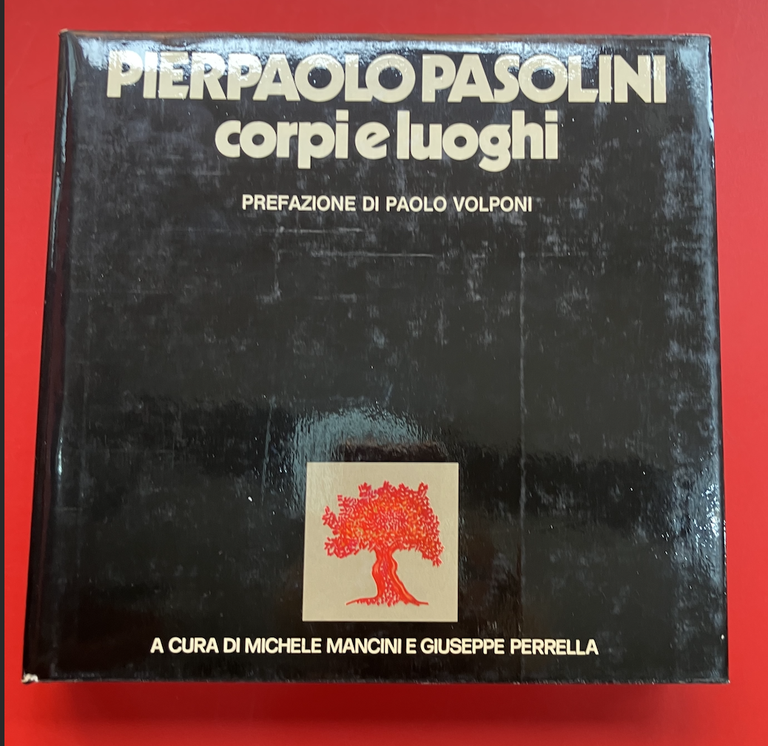 PIERPAOLO PASOLINI
corpi e luoghi
PREFAZIONE DI PAOLO VOLPONI
A CURA DI MICHELE MANCINI E GIUSEPPE PERRELLA